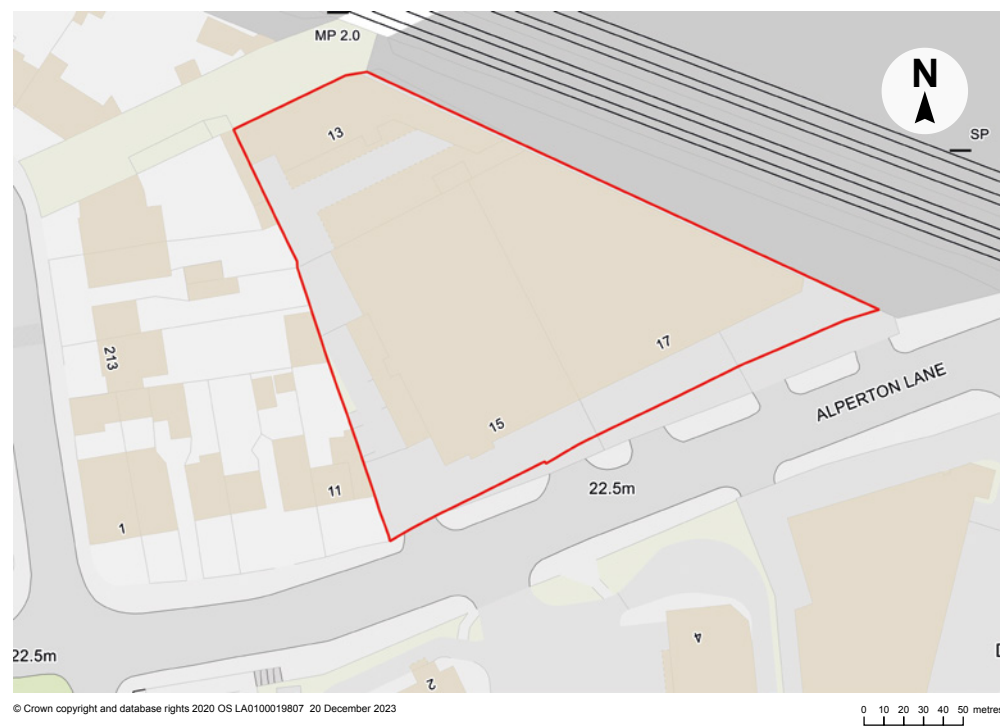 MP 2.0
N
SP
13
213
17
15
ALPERTON LANE
11
22.5m
1
4
22.5m
2
© Crown copyright and database rights 2020 OS LA0100019807 20 December 2023
0 10 20 30 40 50 metres